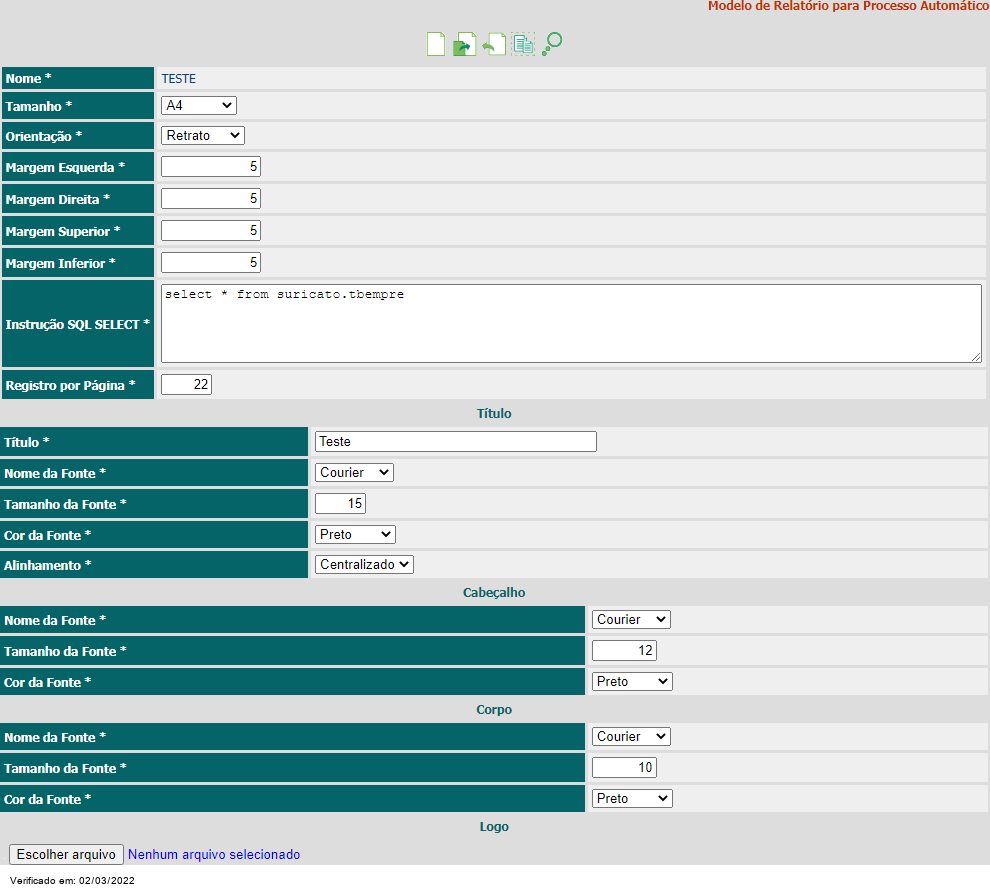 Modelo de Relatório para Processo Automático
Nome * TESTE
Tamanho * A4
Orientação * Retrato
Margem Esquerda * 5
Margem Direita * 5
Margem Superior * 5
Margem Inferior * 5
Instrução SQL SELECT * select * from suricato.tbempre
Registro por Página * 22
Título
Título * Teste
Nome da Fonte * Courier
Tamanho da Fonte * 15
Cor da Fonte * Preto
Alinhamento * Centralizado
Cabeçalho
Nome da Fonte * Courier
Tamanho da Fonte * 12
Cor da Fonte * Preto
Corpo
Nome da Fonte * Courier
Tamanho da Fonte * 10
Cor da Fonte * Preto
Logo
Escolher arquivo Nenhum arquivo selecionado
Verificado em: 02/03/2022